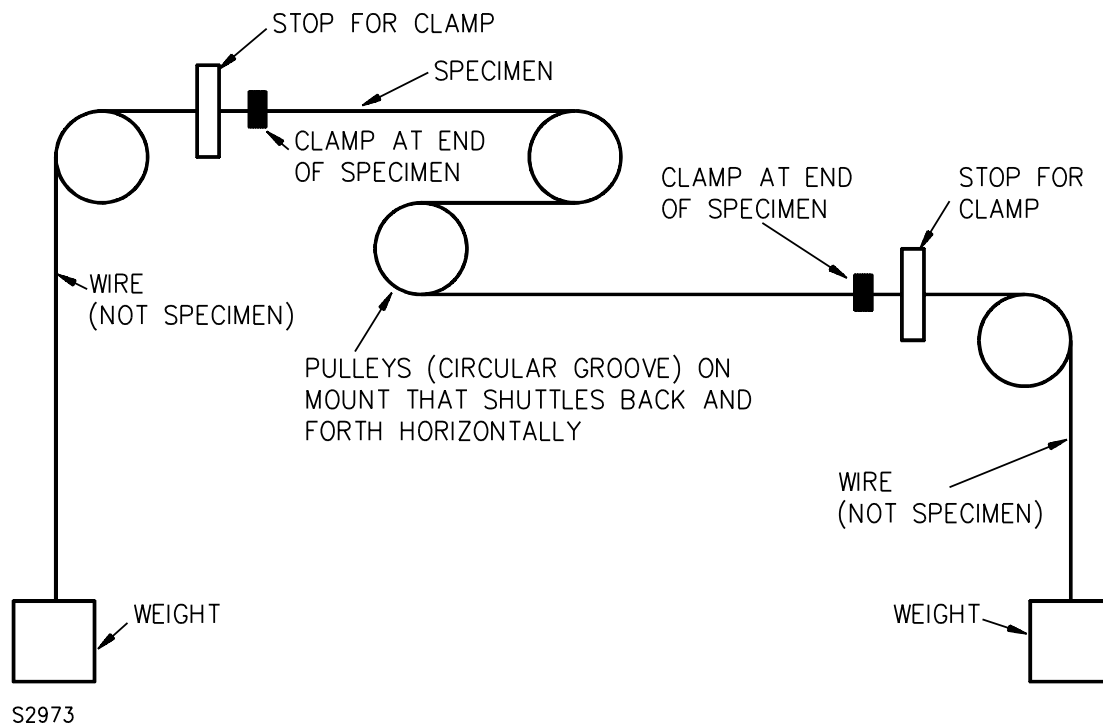 STOP FOR CLAMP
SPECIMEN
CLAMP AT END
OF SPECIMEN
CLAMP AT END
OF SPECIMEN
STOP FOR
CLAMP
WIRE
(NOT SPECIMEN)
PULLEYS (CIRCULAR GROOVE) ON
MOUNT THAT SHUTTLES BACK AND
FORTH HORIZONTALLY
WIRE
(NOT SPECIMEN)
WEIGHT
WEIGHT
S2973